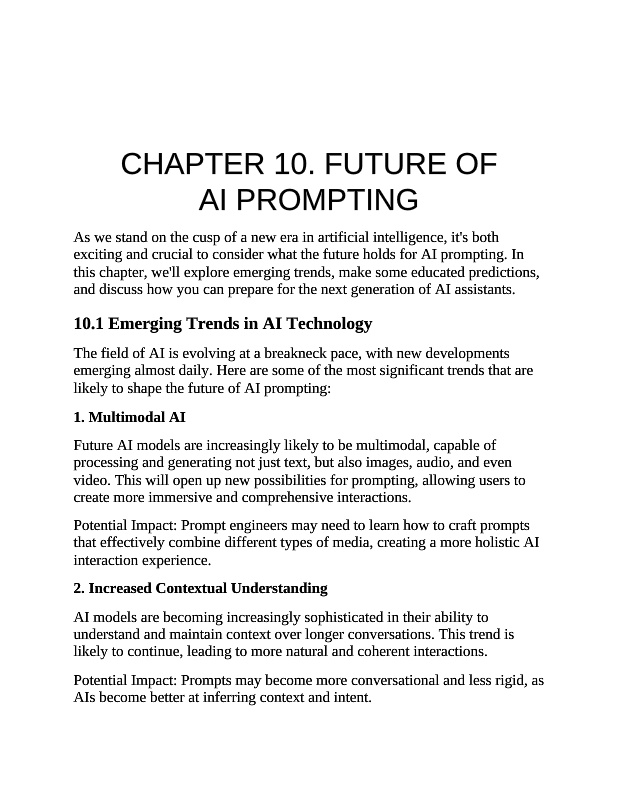 CHAPTER 10. FUTURE OF
AI PROMPTING
As we stand on the cusp of a new era in artificial intelligence, it's both
exciting and crucial to consider what the future holds for AI prompting. In
this chapter, we'll explore emerging trends, make some educated predictions,
and discuss how you can prepare for the next generation of AI assistants.
10.1 Emerging Trends in AI Technology
The field of AI is evolving at a breakneck pace, with new developments
emerging almost daily. Here are some of the most significant trends that are
likely to shape the future of AI prompting:
1. Multimodal AI
Future AI models are increasingly likely to be multimodal, capable of
processing and generating not just text, but also images, audio, and even
video. This will open up new possibilities for prompting, allowing users to
create more immersive and comprehensive interactions.
Potential Impact: Prompt engineers may need to learn how to craft prompts
that effectively combine different types of media, creating a more holistic AI
interaction experience.
2. Increased Contextual Understanding
AI models are becoming increasingly sophisticated in their ability to
understand and maintain context over longer conversations. This trend is
likely to continue, leading to more natural and coherent interactions.
Potential Impact: Prompts may become more conversational and less rigid, as
AIs become better at inferring context and intent.